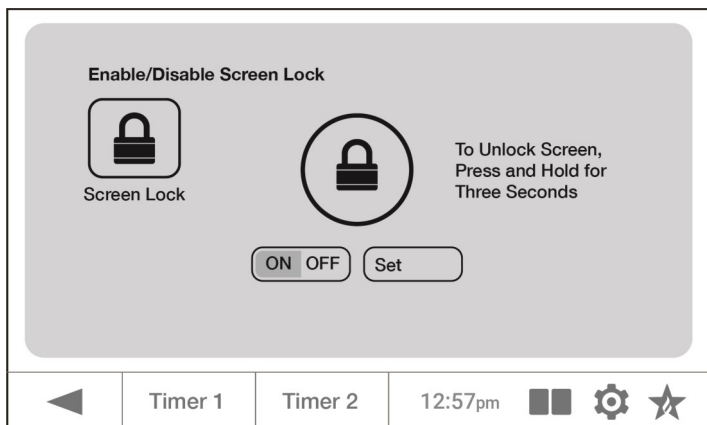 Enable/Disable Screen Lock
Screen Lock
To Unlock Screen,
Press and Hold for
Three Seconds
ON OFF
Set
Timer 1
Timer 2
12:57pm